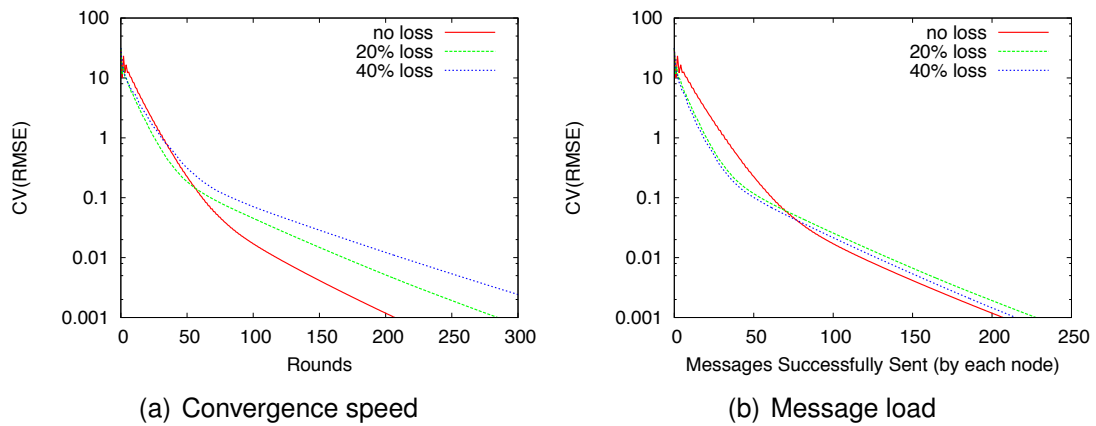 100
10
1
0.1
0.01
0.001
CV(RMSE)
no loss
20% loss
40% loss
0 50 100 150 200 250 300
Rounds
(a) Convergence speed
100
10
1
0.1
0.01
0.001
CV(RMSE)
no loss
20% loss
40% loss
0 50 100 150 200 250
Messages Successfully Sent (by each node)
(b) Message load